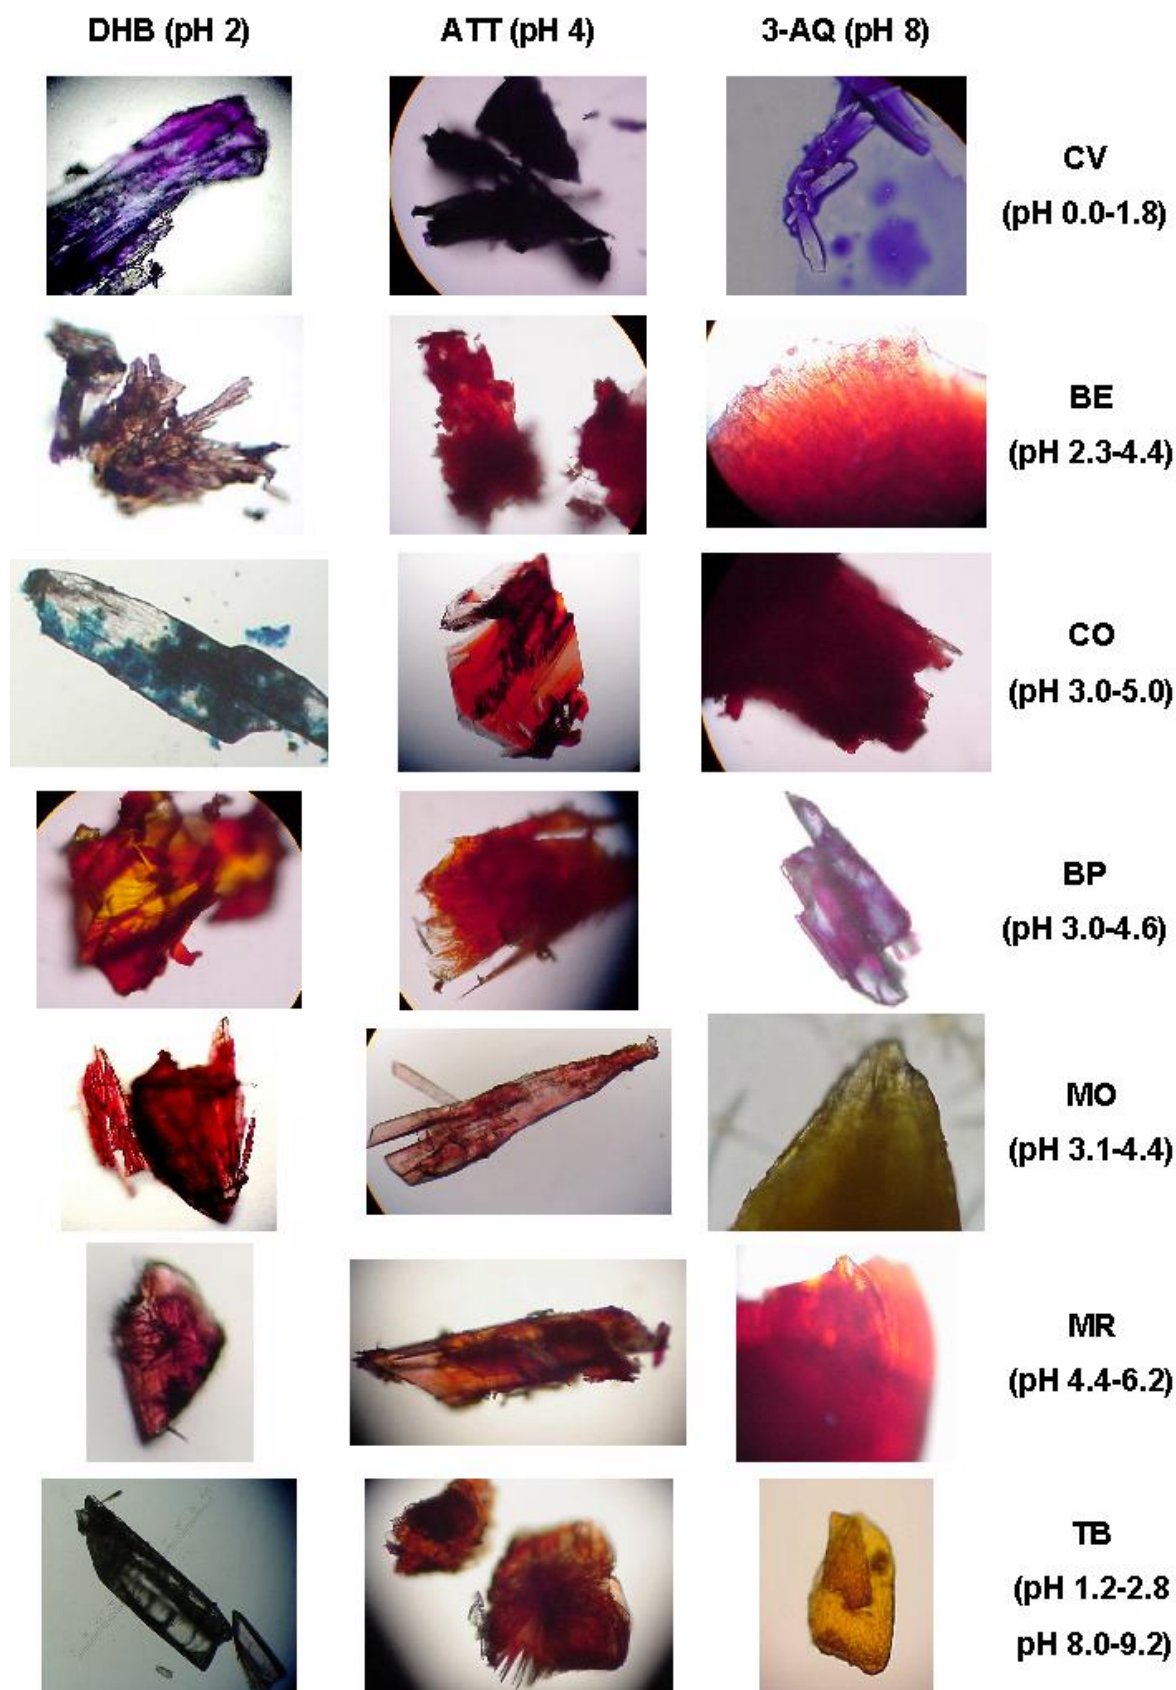 DHB (pH 2) ATT (pH 4) 3-AQ (pH 8)
CV
(pH 0.0-1.8)
BE
(pH 2.3-4.4)
CO
(pH 3.0-5.0)
BP
(pH 3.0-4.6)
MO
(pH 3.1-4.4)
MR
(pH 4.4-6.2)
TB
(pH 1.2-2.8
pH 8.0-9.2)